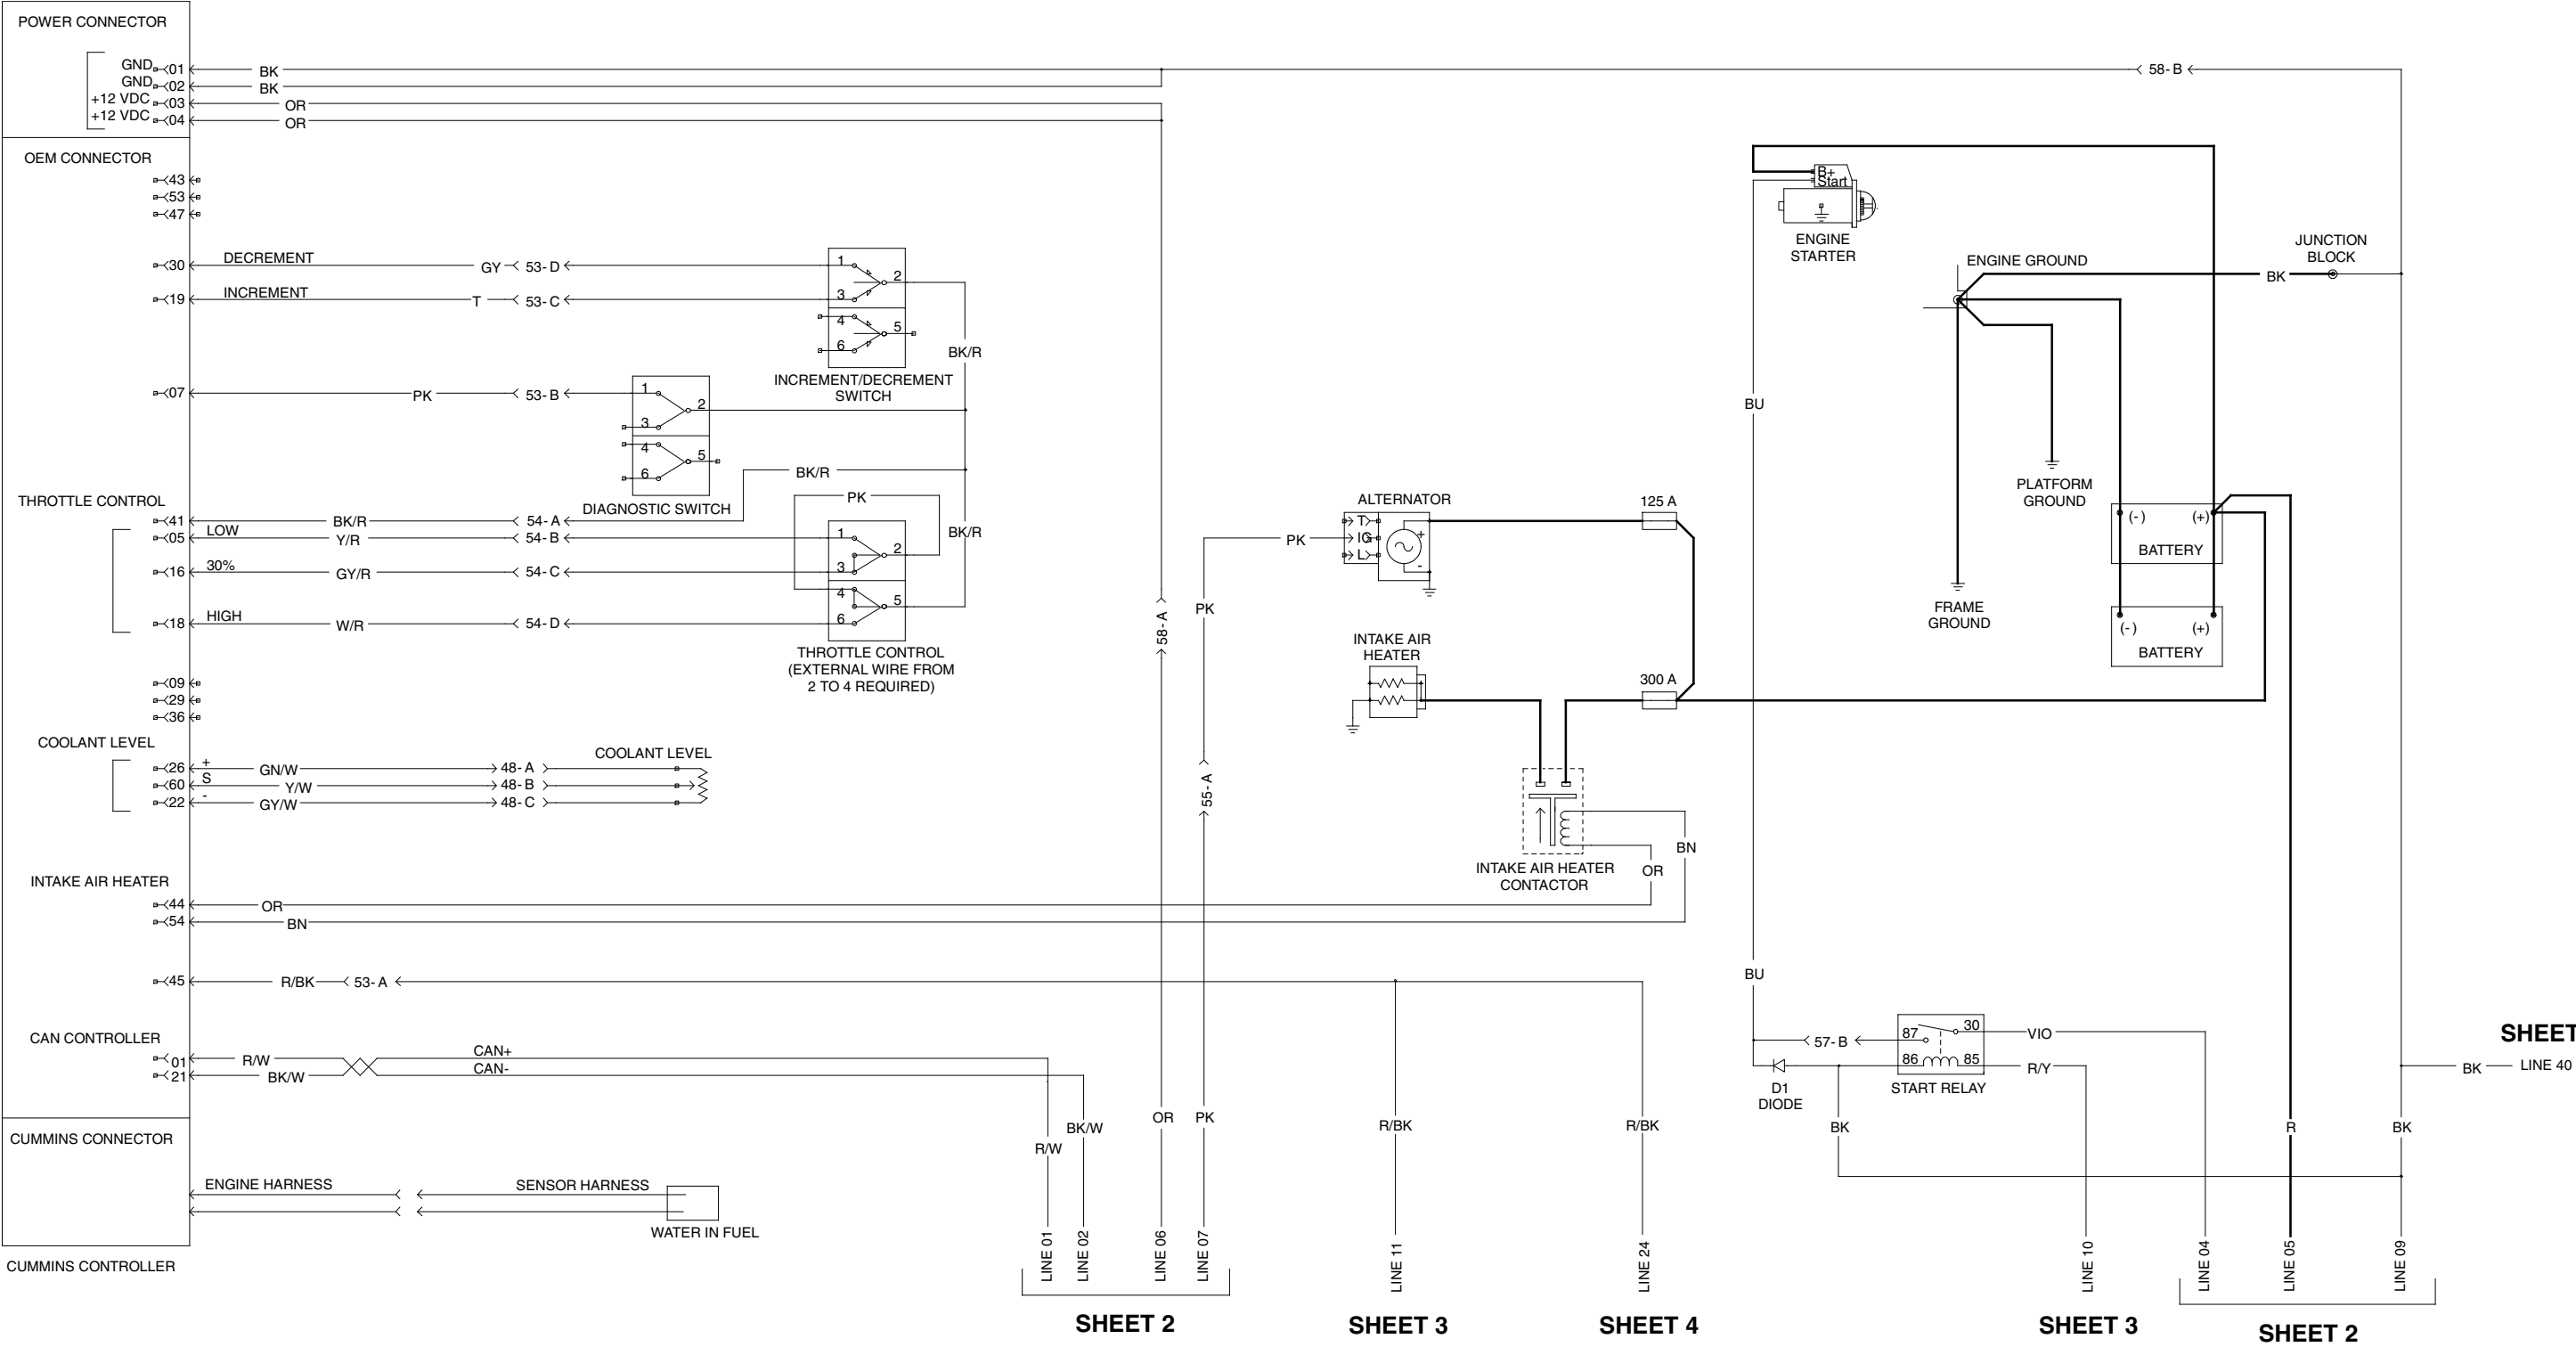 POWER CONNECTOR
GND 01 BK
GND 02 BK
+12 VDC 03 OR
+12 VDC 04 OR
58-B
OEM CONNECTOR
43
53
47
30 DECREMENT GY 53-D
19 INCREMENT T 53-C
1 2
3
4 5
6
BK/R
INCREMENT/DECREMENT
SWITCH
07 PK 53-B
1 2
3
4 5
6
DIAGNOSTIC SWITCH
BK/R
THROTTLE CONTROL
41 BK/R 54-A
05 LOW Y/R 54-B
16 30% GY/R 54-C
18 HIGH W/R 54-D
PK
BK/R
1 2
3
4 5
6
THROTTLE CONTROL
(EXTERNAL WIRE FROM
2 TO 4 REQUIRED)
09
29
36
COOLANT LEVEL
26 + GN/W 48-A
60 S Y/W 48-B
22 - GY/W 48-C
COOLANT LEVEL
INTAKE AIR HEATER
44 OR
54 BN
45 R/BK 53-A
CAN CONTROLLER
01 R/W CAN+
21 BK/W CAN-
CUMMINS CONNECTOR
ENGINE HARNESS SENSOR HARNESS
WATER IN FUEL
CUMMINS CONTROLLER
R/W
BK/W
58-A
OR
PK
55-A
PK
PK
LINE 01
LINE 02
LINE 06
LINE 07
SHEET 2
ALTERNATOR
T
IG
L
+
-
125 A
INTAKE AIR
HEATER
300 A
INTAKE AIR HEATER
CONTACTOR
OR
BN
R/BK
LINE 11
SHEET 3
R/BK
LINE 24
SHEET 4
B+
Start
ENGINE
STARTER
BU
BU
ENGINE GROUND
JUNCTION
BLOCK
BK
PLATFORM
GROUND
FRAME
GROUND
(-) (+)
BATTERY
(-) (+)
BATTERY
57-B
87 30
86 85
START RELAY
VIO
R/Y
D1
DIODE
BK
R
BK
SHEET
BK LINE 40
LINE 10
SHEET 3
LINE 04
LINE 05
LINE 09
SHEET 2